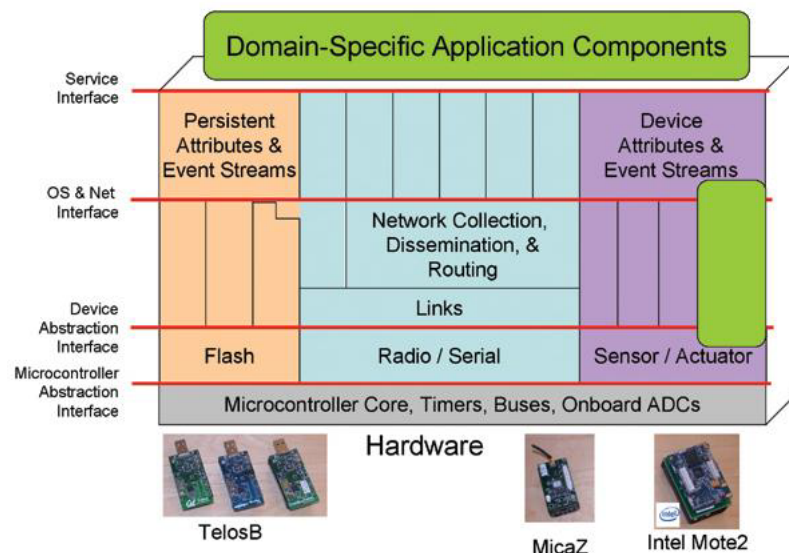 Domain-Specific Application Components
Service
Interface
Persistent
Attributes &
Event Streams
Device
Attributes &
Event Streams
OS & Net
Interface
Network Collection,
Dissemination, &
Routing
Links
Device
Abstraction
Interface
Flash
Radio / Serial
Sensor / Actuator
Microcontroller
Abstraction
Interface
Microcontroller Core, Timers, Buses, Onboard ADCs
Hardware
intel
TelosB
MicaZ
Intel Mote2